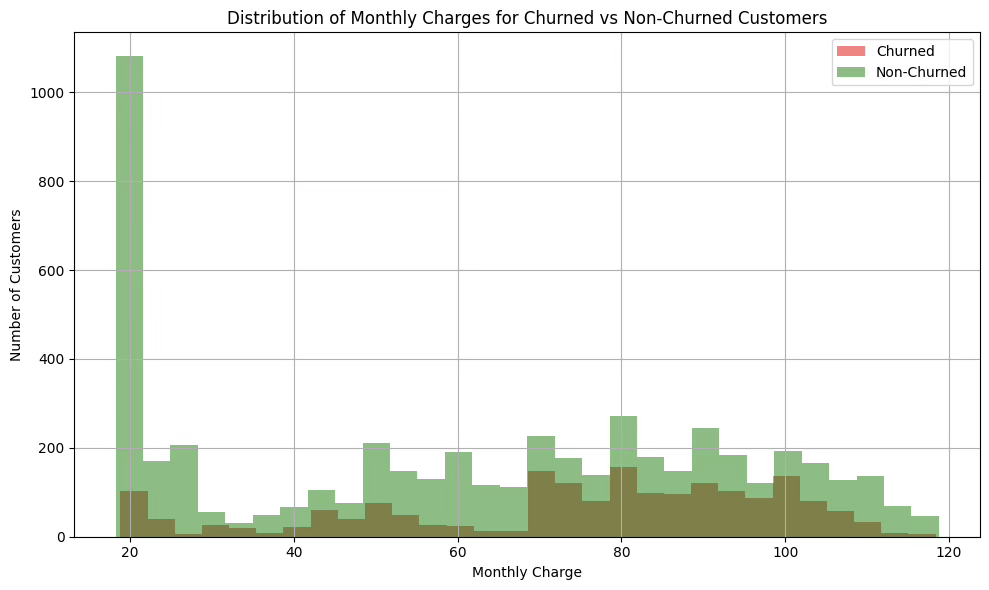 Distribution of Monthly Charges for Churned vs Non-Churned Customers
Churned
Non-Churned
Number of Customers
1000
800
600
400
200
0
20 40 60 80 100 120
Monthly Charge